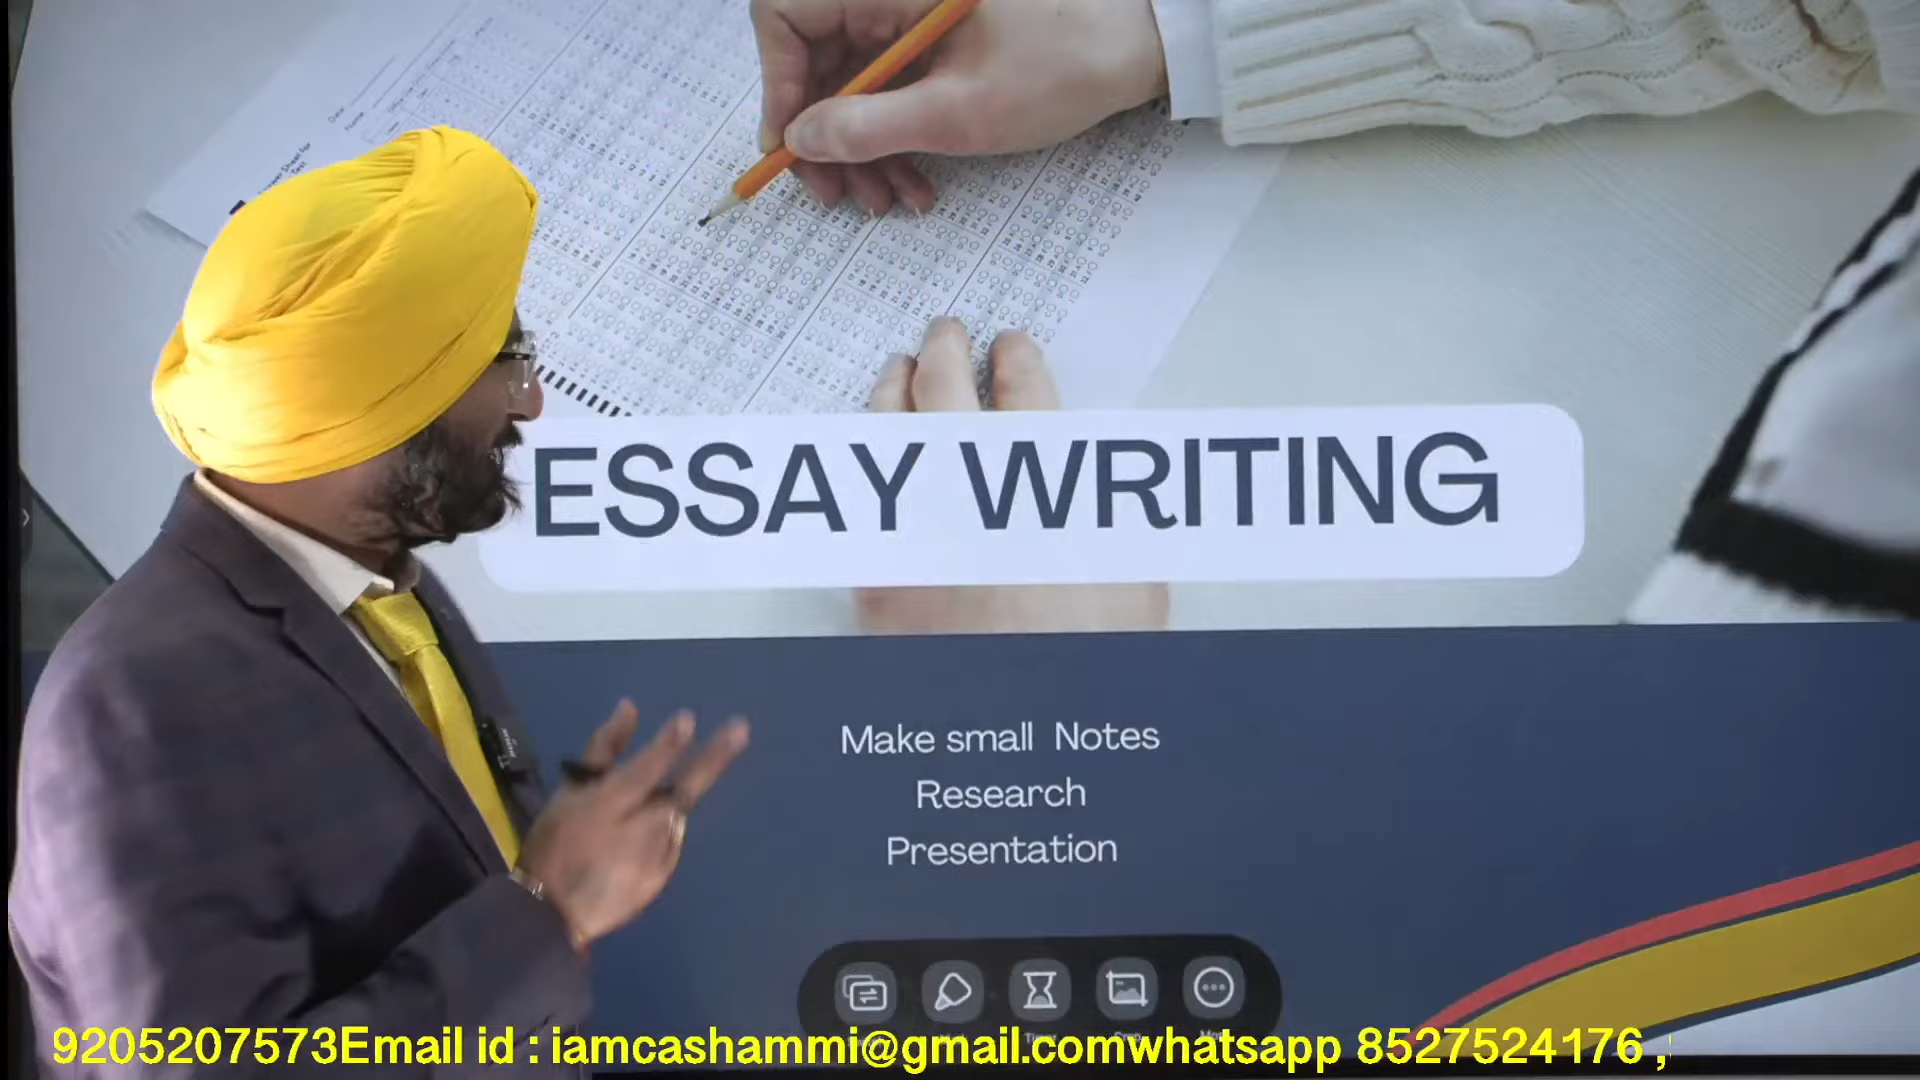 ESSAY WRITING
Make small Notes
Research
Presentation
9205207573Email id : iamcashammi@gmail.comwhatsapp 8527524176 ,